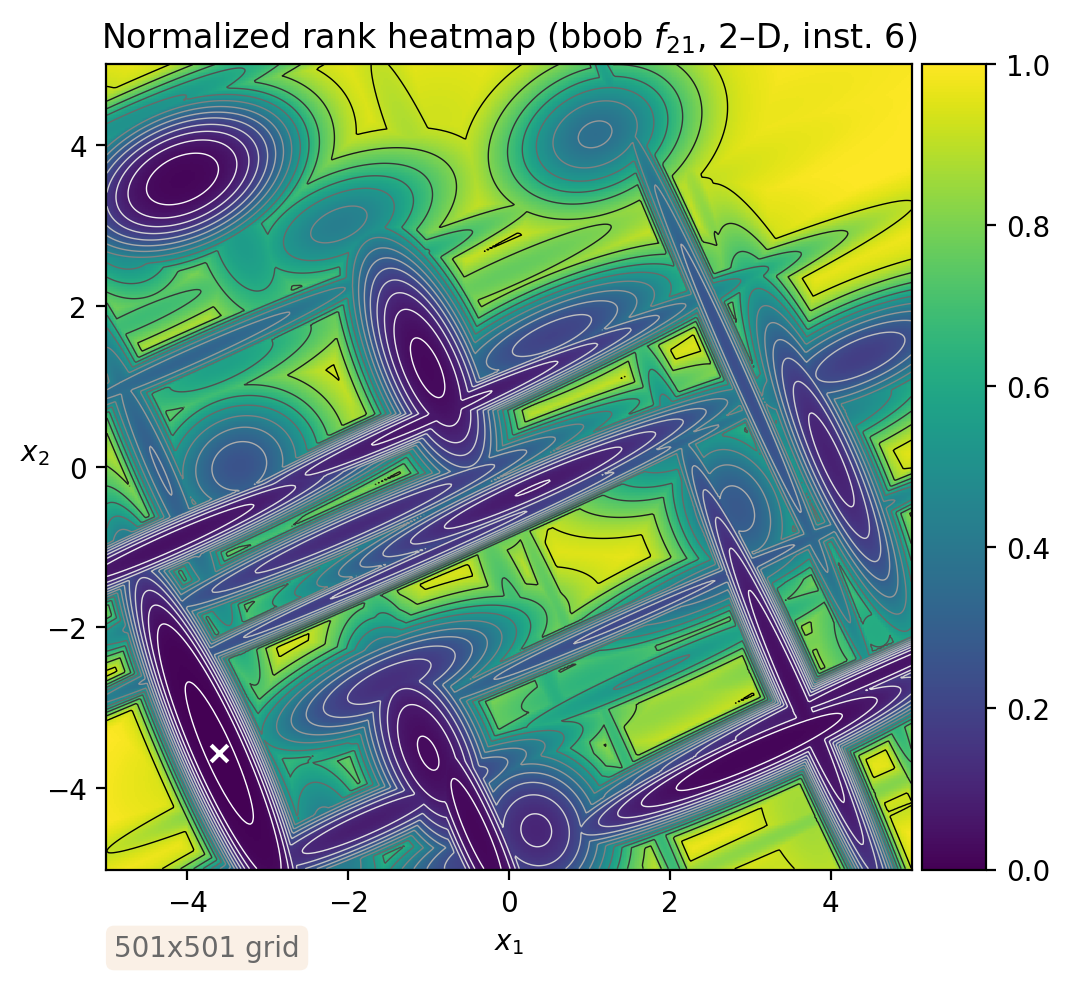 Normalized rank heatmap (bbob f21, 2–D, inst. 6)
1.0
4
0.8
2
0.6
x2
0
0.4
−2
0.2
−4
0.0
−4 −2 0 2 4
x1
501x501 grid